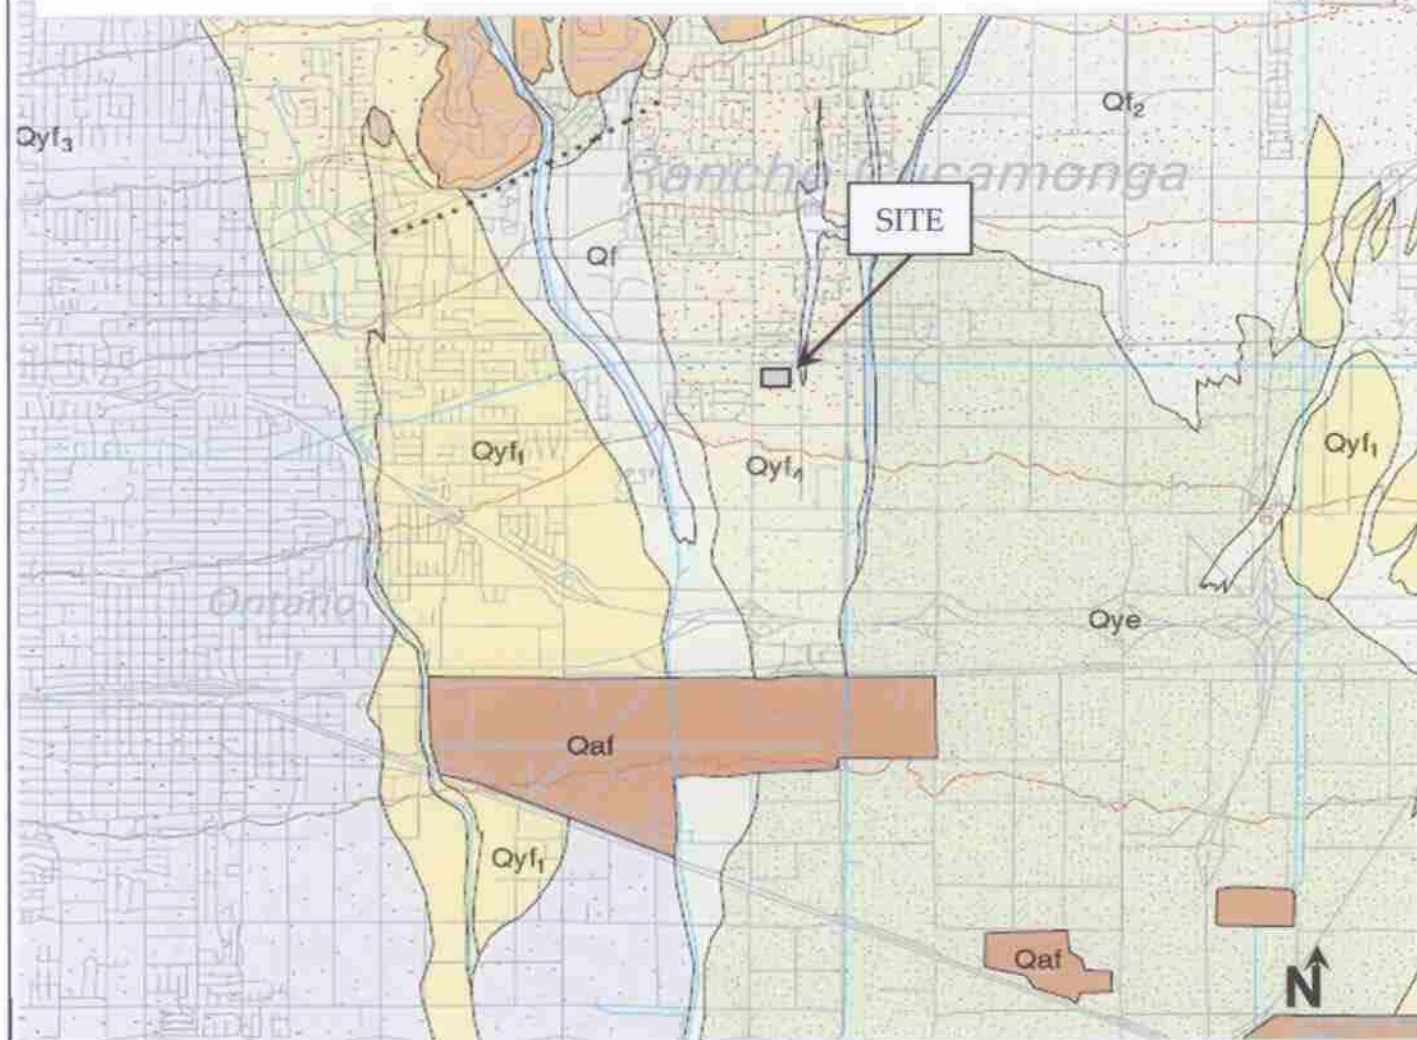 Qyf₃
Qf₂
Rancho Cucamonga
SITE
Qf
Qyf₁
Qyf₄
Qyf₁
Ontario
Qye
Qaf
Qyf₁
Qaf
N